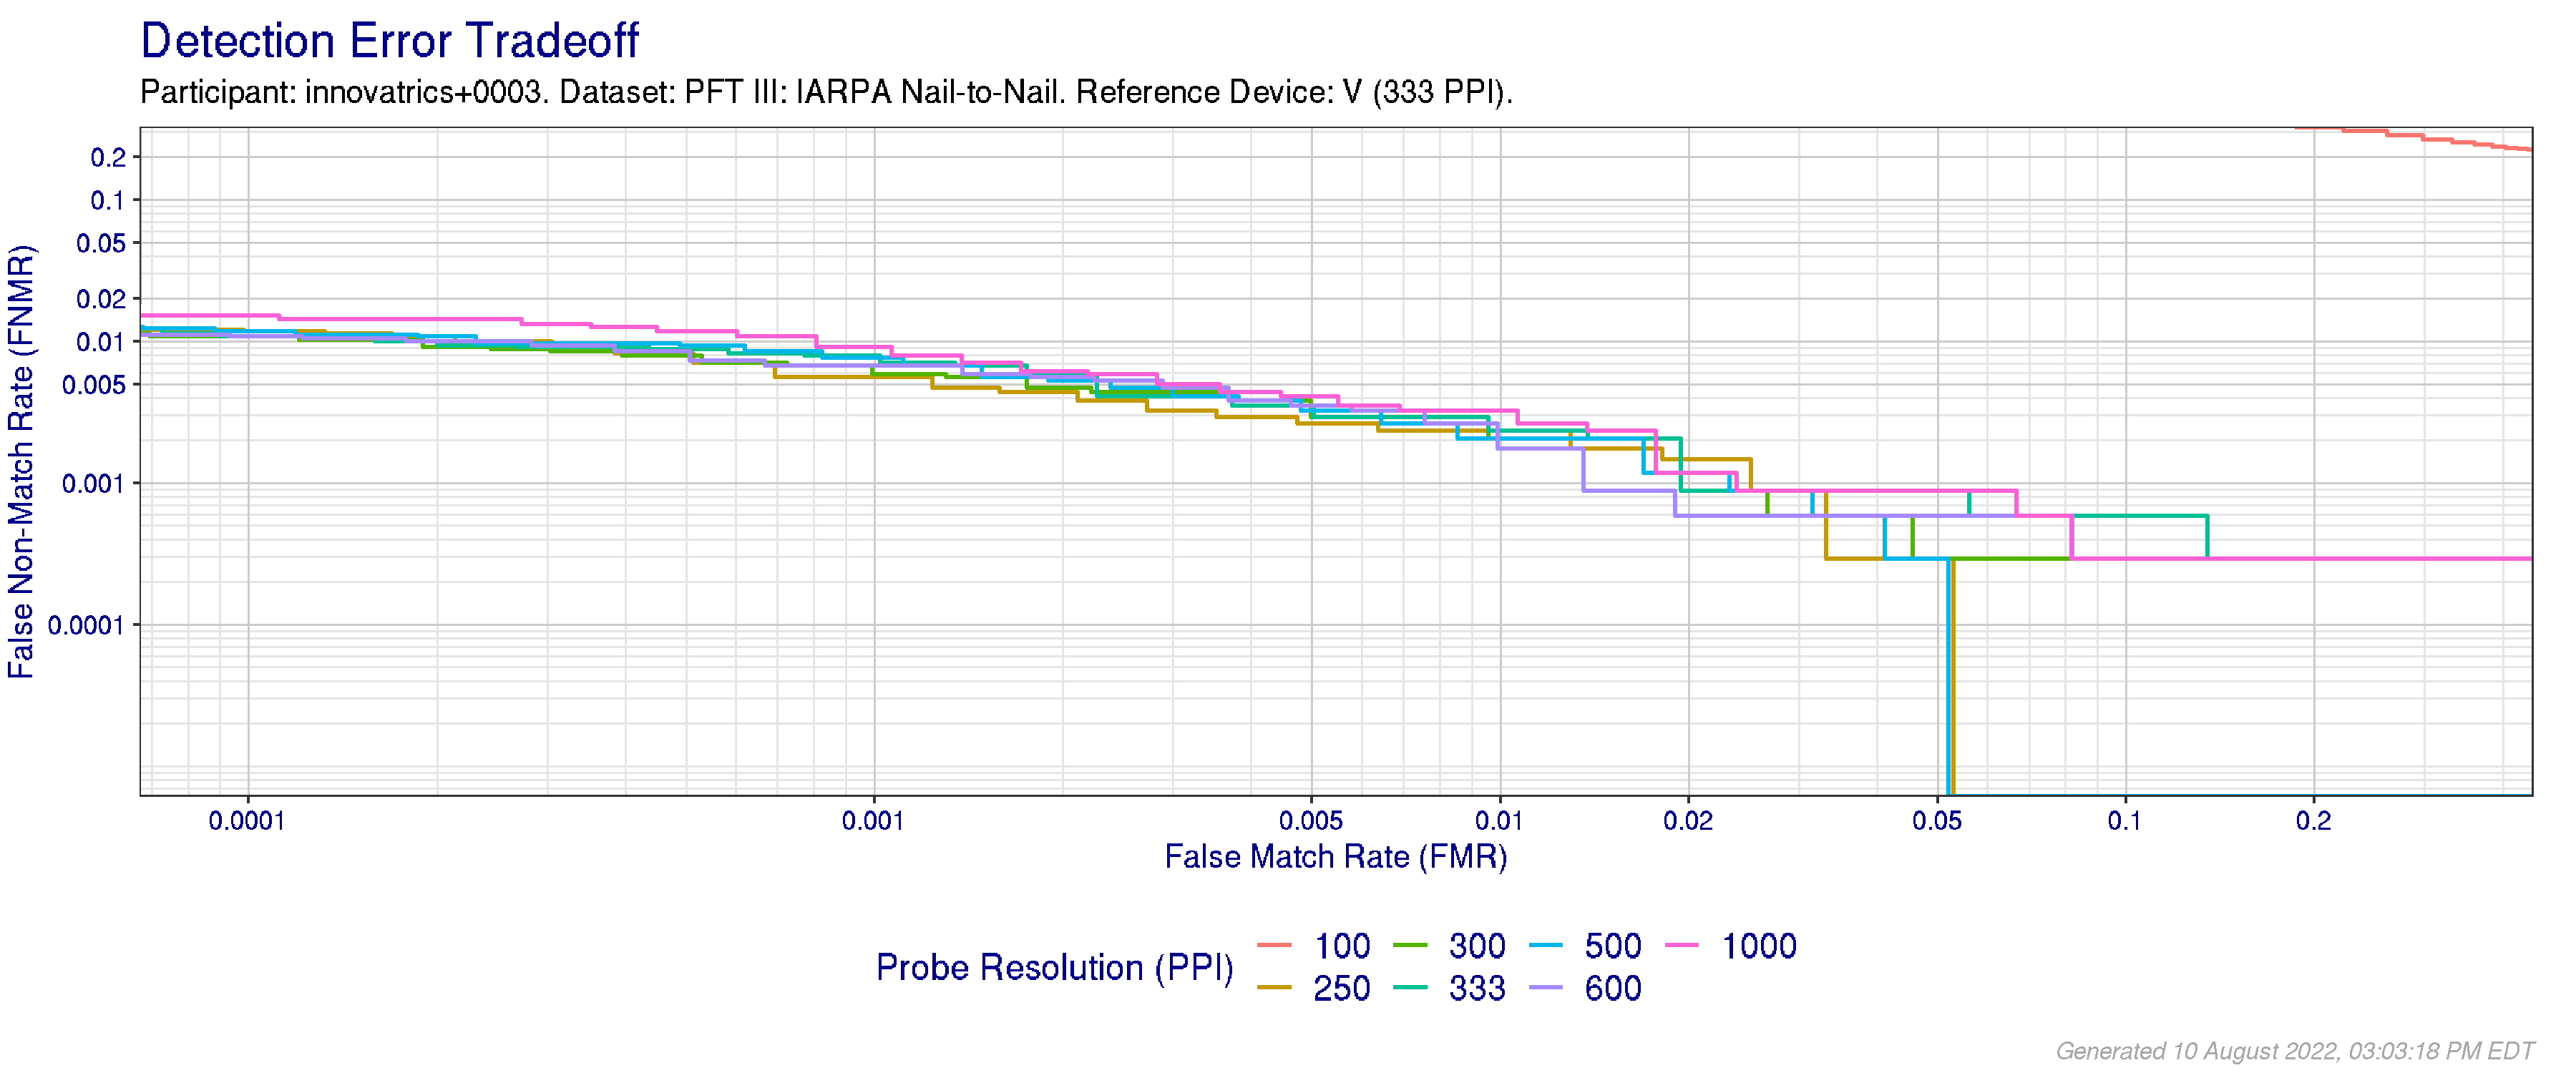 Detection Error Tradeoff
Participant: innovatrics+0003. Dataset: PFT III: IARPA Nail-to-Nail. Reference Device: V (333 PPI).
False Non-Match Rate (FNMR)
0.2
0.1
0.05
0.02
0.01
0.005
0.001
0.0001
0.0001 0.001 0.005 0.01 0.02 0.05 0.1 0.2
False Match Rate (FMR)
Probe Resolution (PPI)
100 300 500 1000
250 333 600
Generated 10 August 2022, 03:03:18 PM EDT